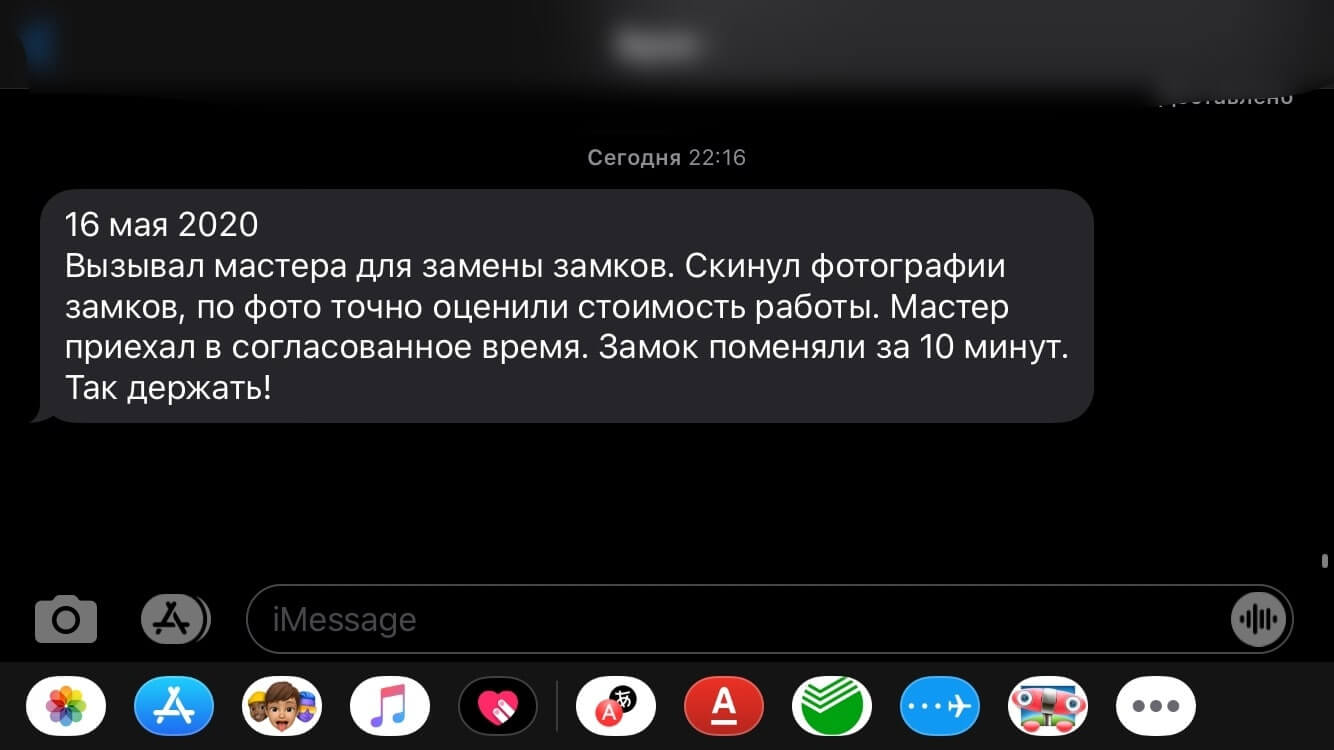 Сегодня 22:16
16 мая 2020
Вызывал мастера для замены замков. Скинул фотографии
замков, по фото точно оценили стоимость работы. Мастер
приехал в согласованное время. Замок поменяли за 10 минут.
Так держать!
iMessage